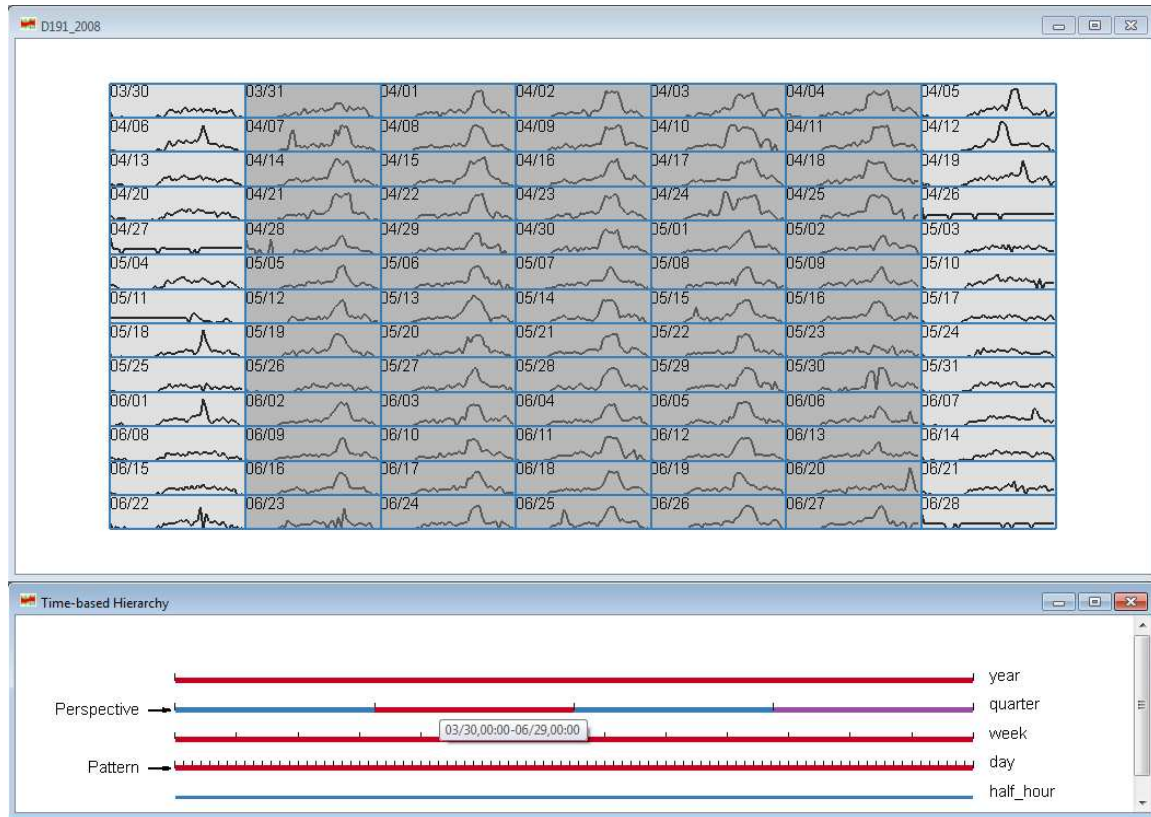 D191_2008
03/30 03/31 04/01 04/02 04/03 04/04 04/05
04/06 04/07 04/08 04/09 04/10 04/11 04/12
04/13 04/14 04/15 04/16 04/17 04/18 04/19
04/20 04/21 04/22 04/23 04/24 04/25 04/26
04/27 04/28 04/29 04/30 05/01 05/02 05/03
05/04 05/05 05/06 05/07 05/08 05/09 05/10
05/11 05/12 05/13 05/14 05/15 05/16 05/17
05/18 05/19 05/20 05/21 05/22 05/23 05/24
05/25 05/26 05/27 05/28 05/29 05/30 05/31
06/01 06/02 06/03 06/04 06/05 06/06 06/07
06/08 06/09 06/10 06/11 06/12 06/13 06/14
06/15 06/16 06/17 06/18 06/19 06/20 06/21
06/22 06/23 06/24 06/25 06/26 06/27 06/28
Time-based Hierarchy
year
Perspective quarter
03/30,00:00-06/29,00:00
week
Pattern day
half_hour